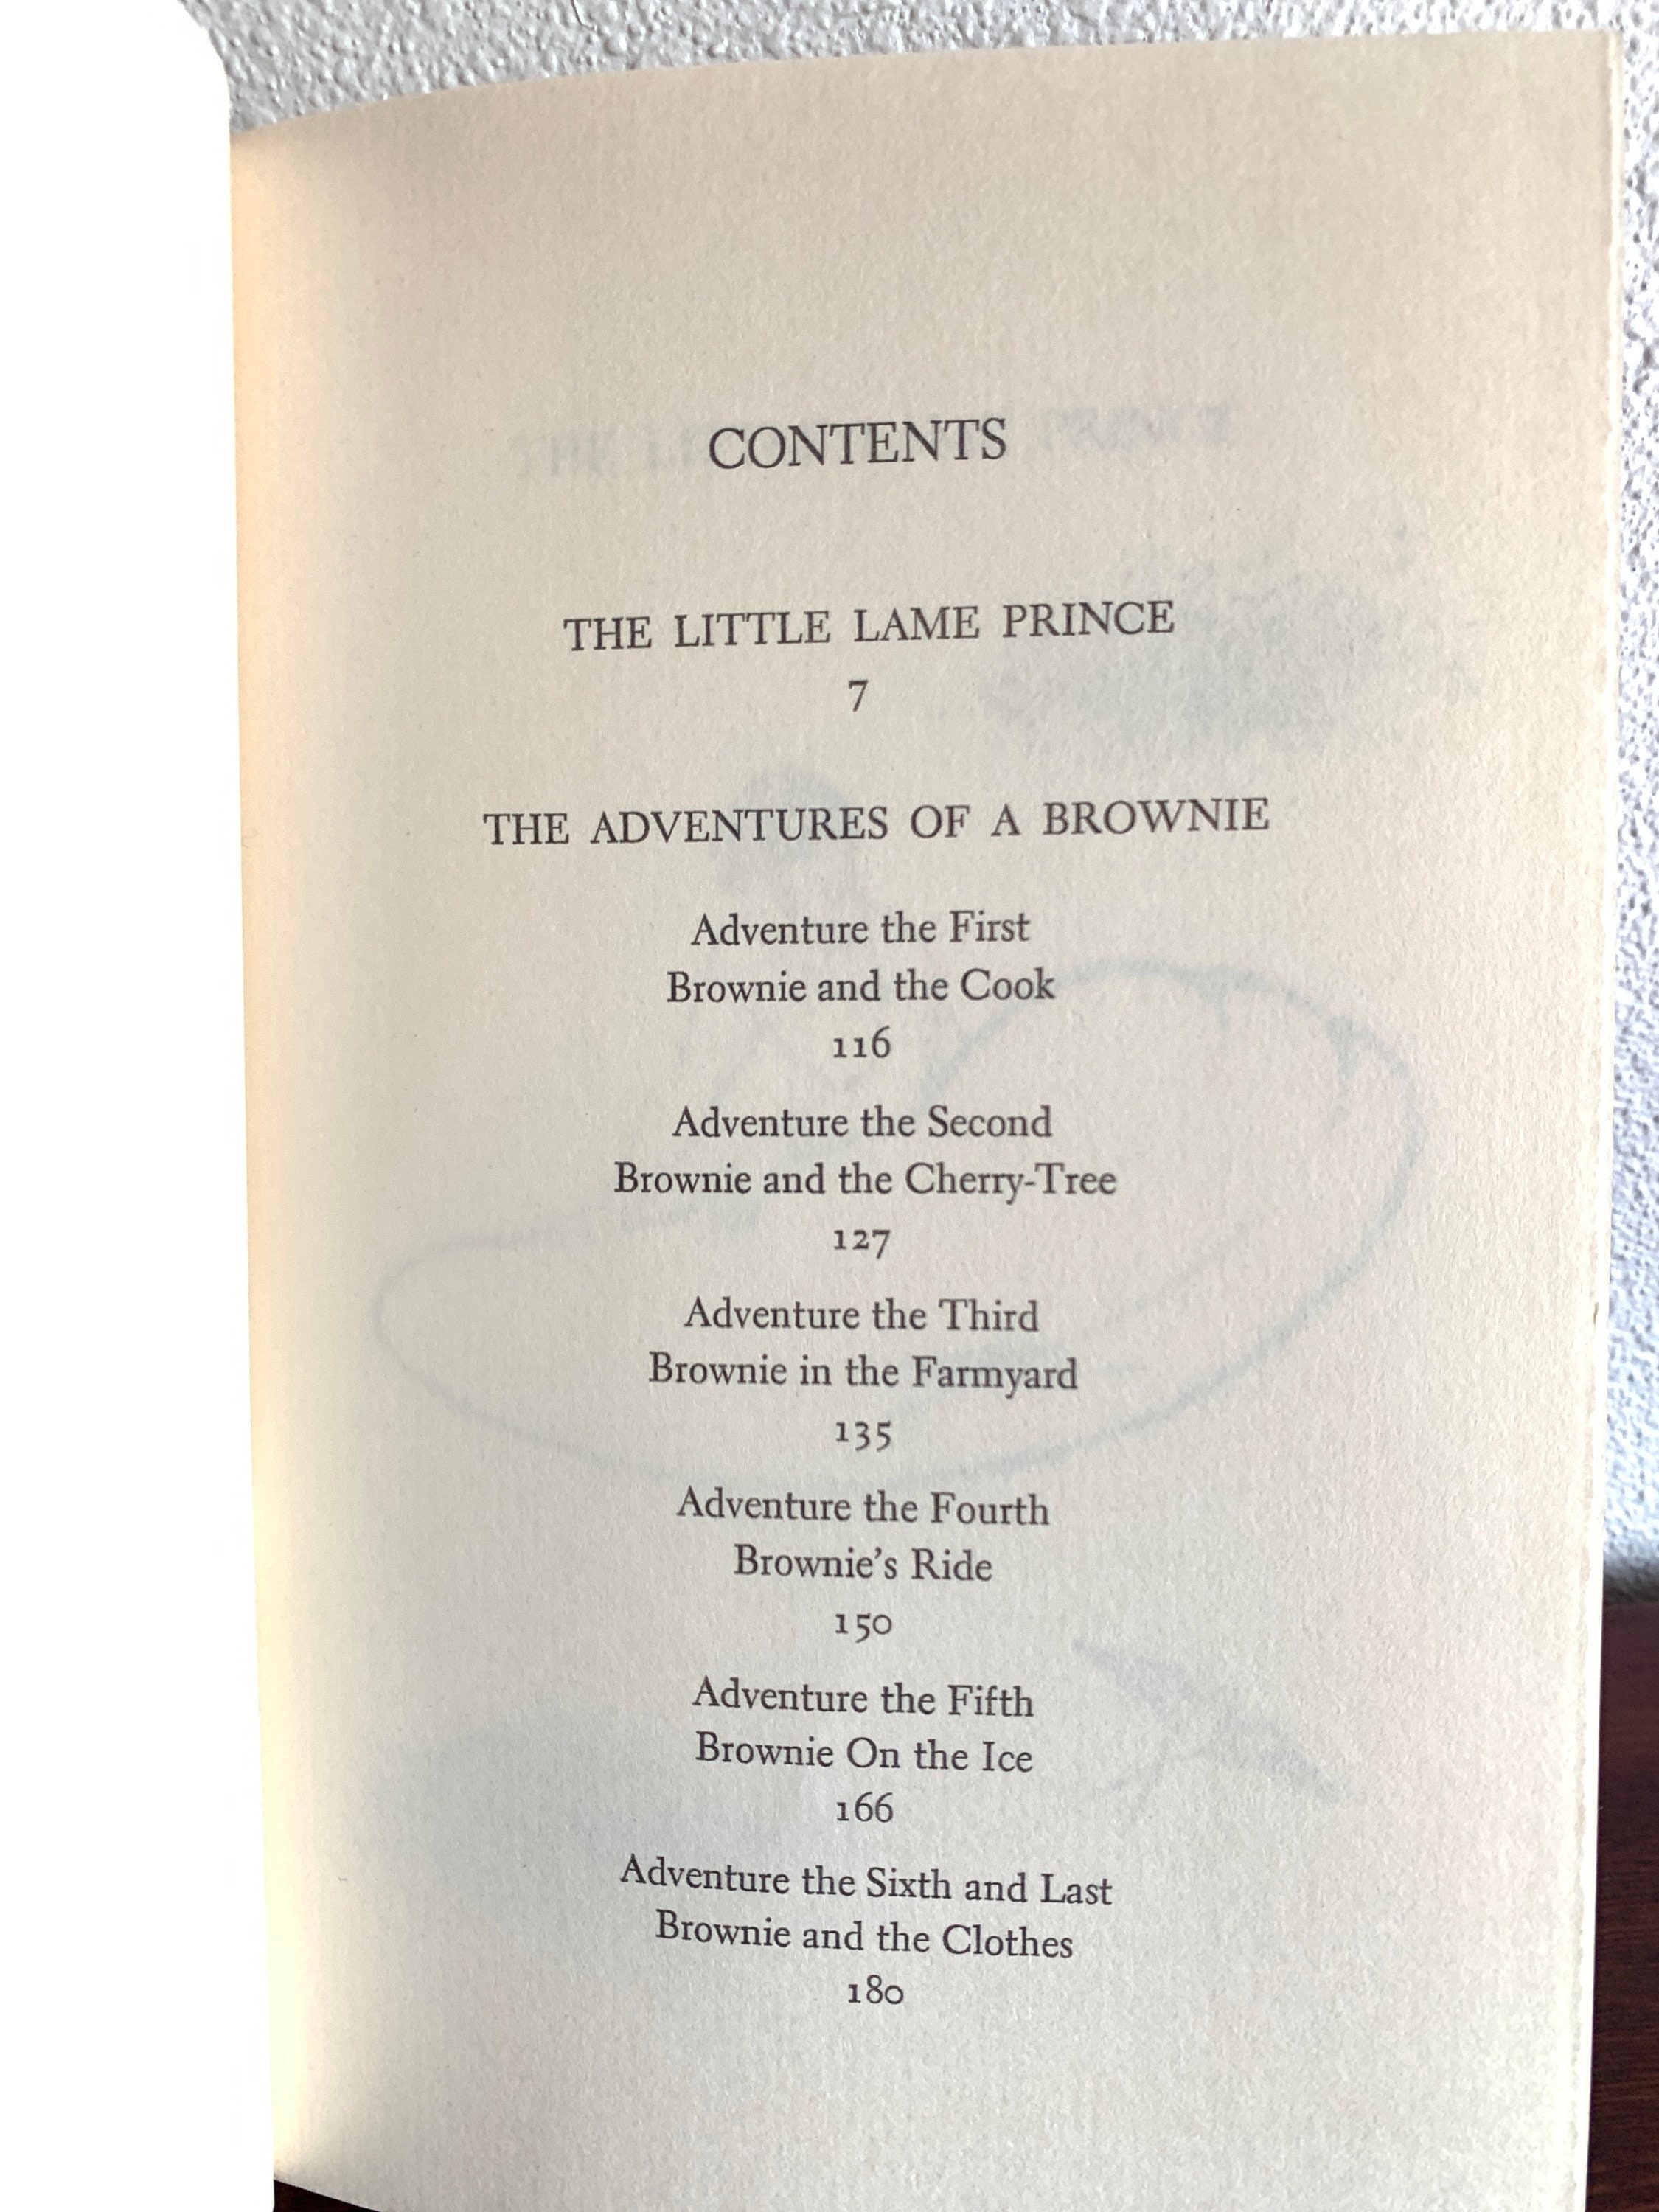 CONTENTS
THE LITTLE LAME PRINCE
7
THE ADVENTURES OF A BROWNIE
Adventure the First
Brownie and the Cook
116
Adventure the Second
Brownie and the Cherry-Tree
127
Adventure the Third
Brownie in the Farmyard
135
Adventure the Fourth
Brownie's Ride
150
Adventure the Fifth
Brownie On the Ice
166
Adventure the Sixth and Last
Brownie and the Clothes
180